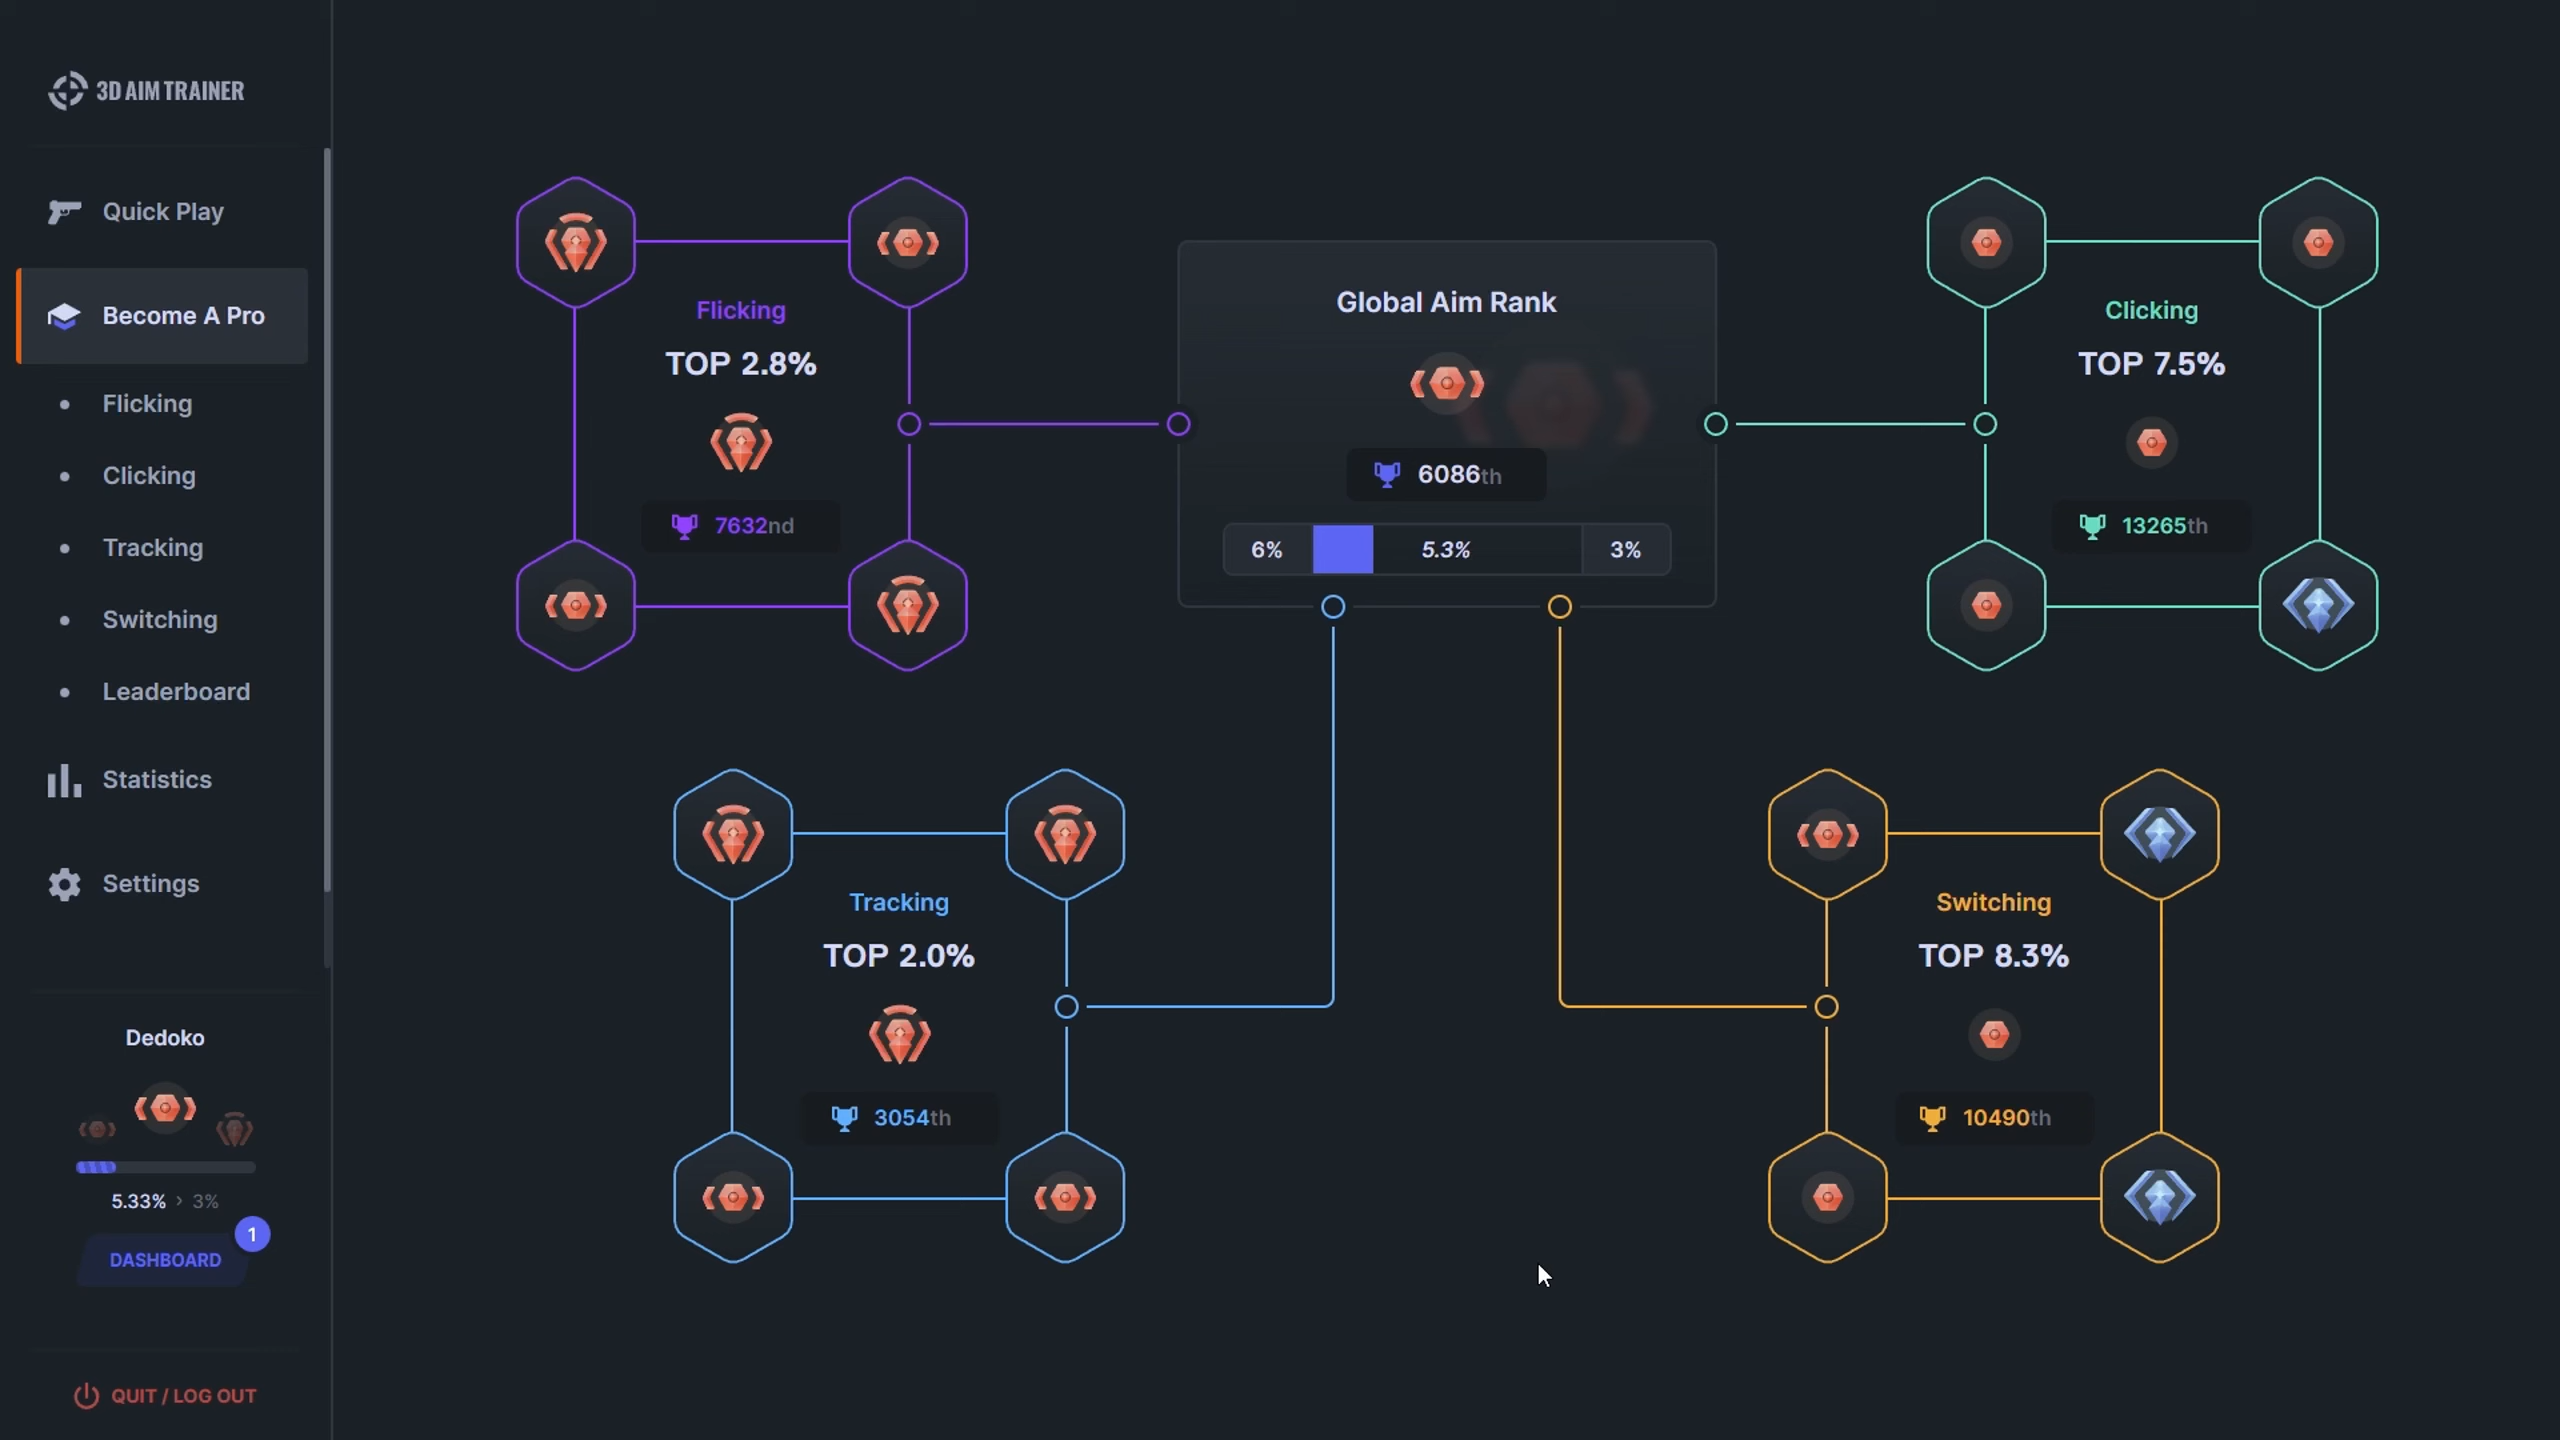 3D AIM TRAINER
Quick Play
Become A Pro
Flicking
Clicking
Tracking
Switching
Leaderboard
Statistics
Settings
Dedoko
5.33% > 3%
1
DASHBOARD
QUIT / LOG OUT
Flicking
TOP 2.8%
7632nd
Global Aim Rank
6086th
6% 5.3% 3%
Clicking
TOP 7.5%
13265th
Tracking
TOP 2.0%
3054th
Switching
TOP 8.3%
10490th